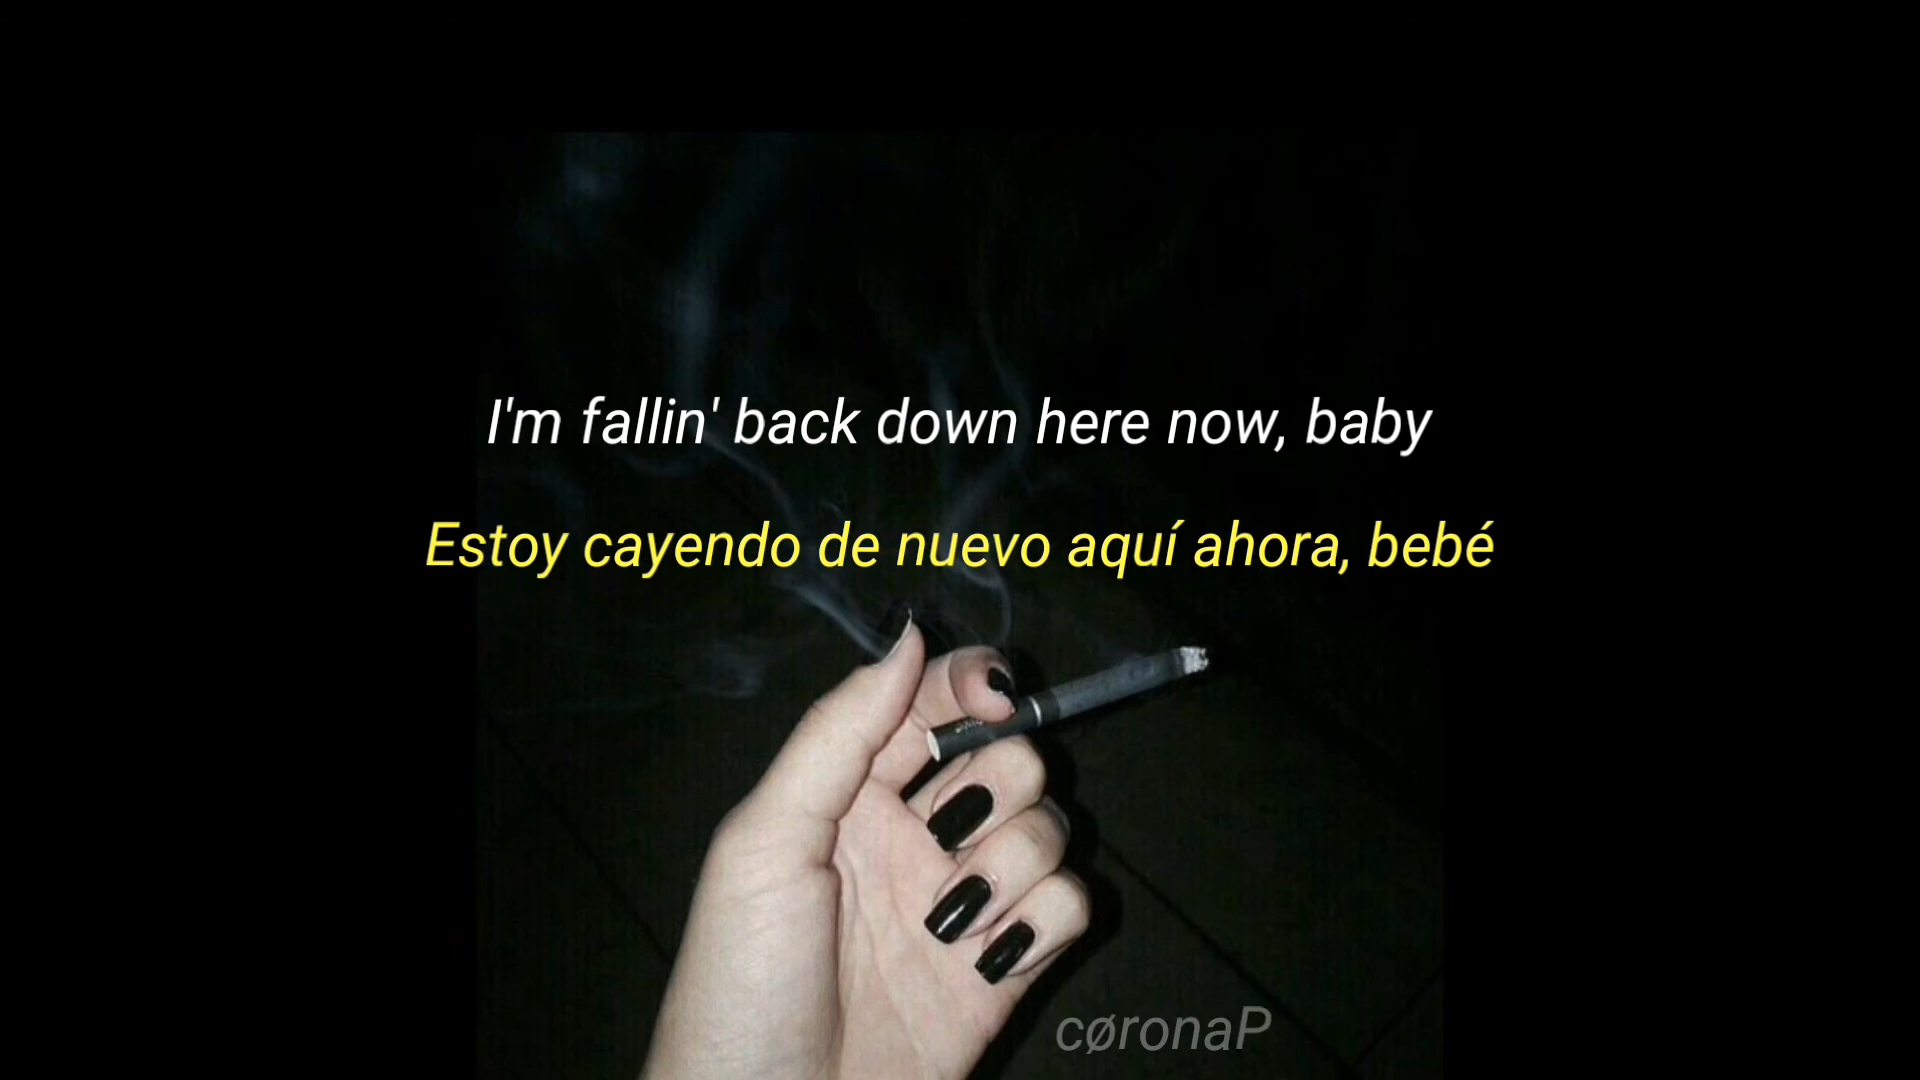 I'm fallin' back down here now, baby
Estoy cayendo de nuevo aquí ahora, bebé
cøronaP